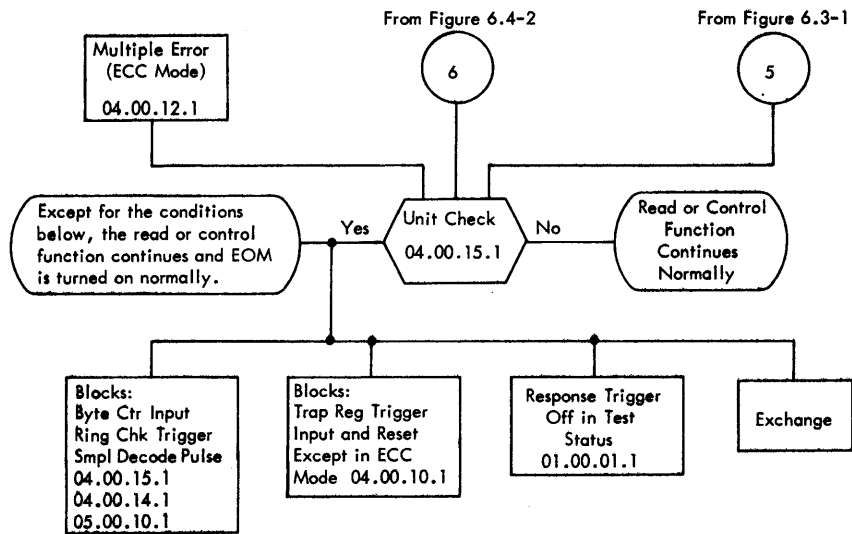 From Figure 6.4-2
From Figure 6.3-1
Multiple Error
(ECC Mode)
04.00.12.1
6
5
Except for the conditions
below, the read or control
function continues and EOM
is turned on normally.
Yes
Unit Check
04.00.15.1
No
Read or Control
Function
Continues
Normally
Blocks:
Byte Ctr Input
Ring Chk Trigger
Smpl Decode Pulse
04.00.15.1
04.00.14.1
05.00.10.1
Blocks:
Trap Reg Trigger
Input and Reset
Except in ECC
Mode 04.00.10.1
Response Trigger
Off in Test
Status
01.00.01.1
Exchange